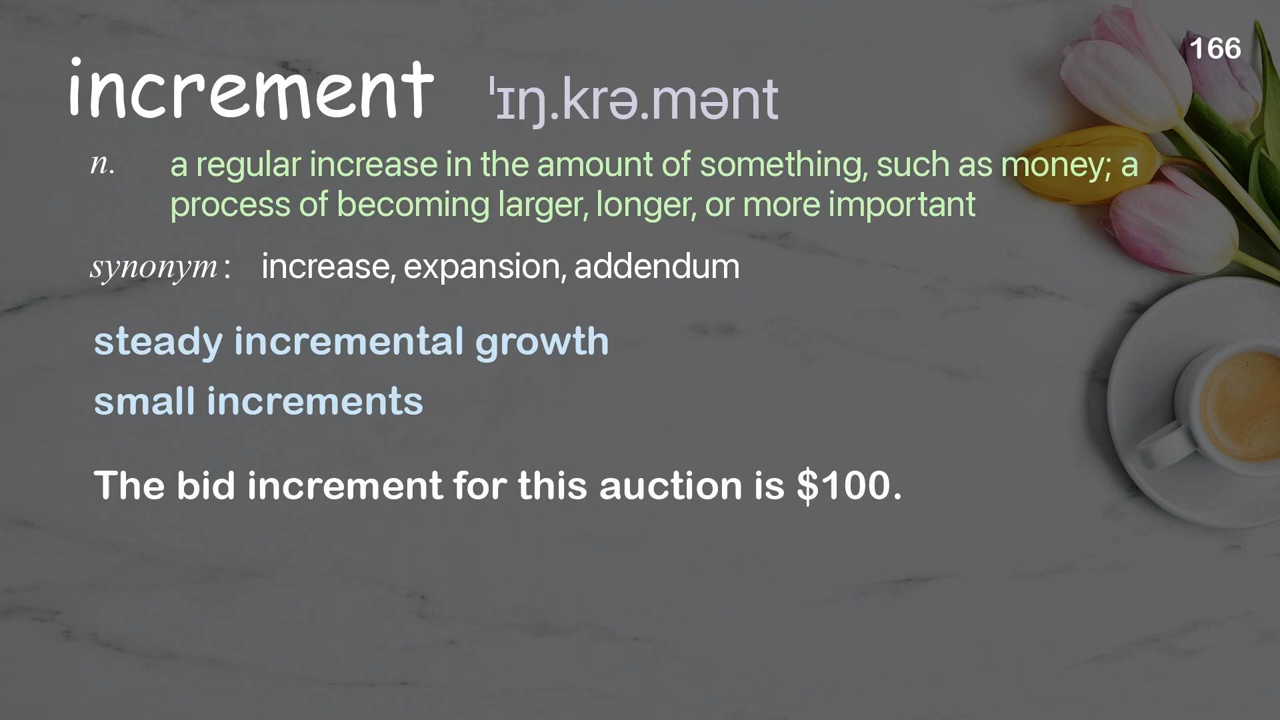 166
increment ˈɪŋ.krə.mənt
n. a regular increase in the amount of something, such as money; a
process of becoming larger, longer, or more important
synonym: increase, expansion, addendum
steady incremental growth
small increments
The bid increment for this auction is $100.